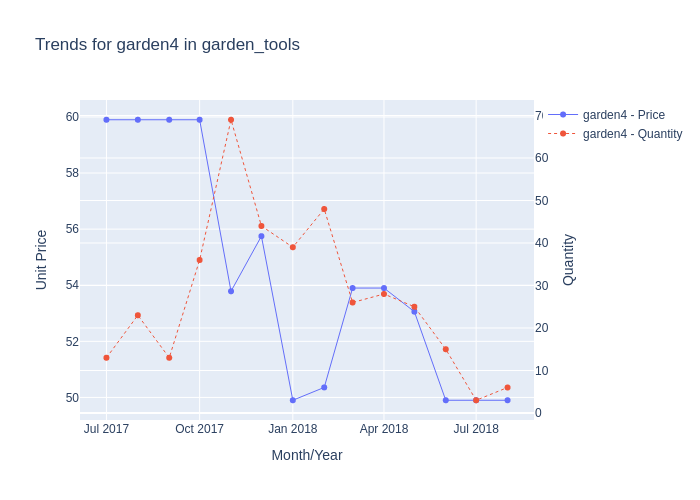 Trends for garden4 in garden_tools
60
58
56
54
52
50
Unit Price
70
60
50
40
30
20
10
0
Quantity
Jul 2017
Oct 2017
Jan 2018
Apr 2018
Jul 2018
Month/Year
garden4 - Price
garden4 - Quantity